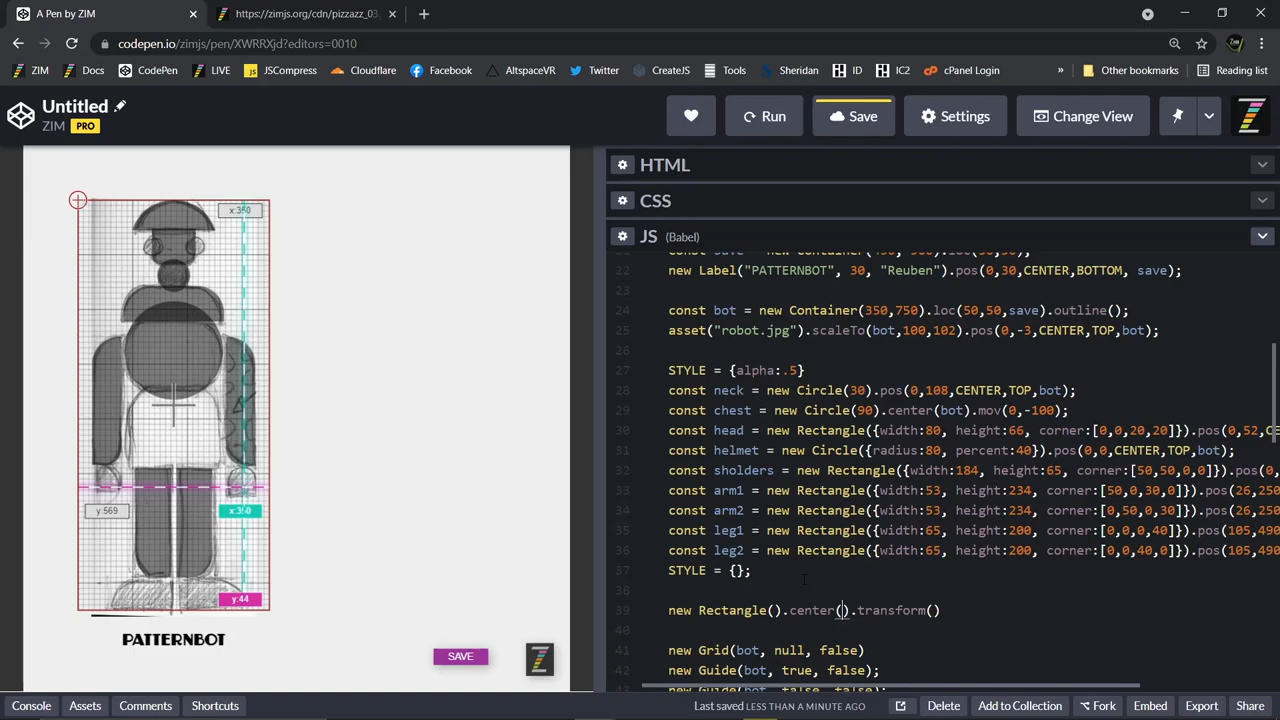 A Pen by ZIM
https://zimjs.org/cdn/pizzazz_03
codepen.io/zimjs/pen/XWRRXjd?editors=0010
ZIM
Docs
CodePen
LIVE
JSCompress
Cloudflare
Facebook
AltspaceVR
Twitter
CreateJS
Tools
Sheridan
ID
IC2
cPanel Login
»
Other bookmarks
Reading list
Untitled
ZIM PRO
Run
Save
Settings
Change View
HTML
CSS
JS (Babel)
x:350
y:569
x:350
y:44
PATTERNBOT
SAVE
22 new Label("PATTERNBOT", 30, "Reuben").pos(0,30,CENTER,BOTTOM, save);
23
24 const bot = new Container(350,750).loc(50,50,save).outline();
25 asset("robot.jpg").scaleTo(bot,100,102).pos(0,-3,CENTER,TOP,bot);
26
27 STYLE = {alpha:.5}
28 const neck = new Circle(30).pos(0,108,CENTER,TOP,bot);
29 const chest = new Circle(90).center(bot).mov(0,-100);
30 const head = new Rectangle({width:80, height:66, corner:[0,0,20,20]}).pos(0,52,CE
31 const helmet = new Circle({radius:80, percent:40}).pos(0,0,CENTER,TOP,bot);
32 const sholders = new Rectangle({width:184, height:65, corner:[50,50,0,0]}).pos(0,
33 const arm1 = new Rectangle({width:53, height:234, corner:[50,0,30,0]}).pos(26,250
34 const arm2 = new Rectangle({width:53, height:234, corner:[0,50,0,30]}).pos(26,250
35 const leg1 = new Rectangle({width:65, height:200, corner:[0,0,0,40]}).pos(105,490
36 const leg2 = new Rectangle({width:65, height:200, corner:[0,0,40,0]}).pos(105,490
37 STYLE = {};
38
39 new Rectangle().center().transform()
40
41 new Grid(bot, null, false)
42 new Guide(bot, true, false);
Console
Assets
Comments
Shortcuts
Last saved LESS THAN A MINUTE AGO
Delete
Add to Collection
Fork
Embed
Export
Share